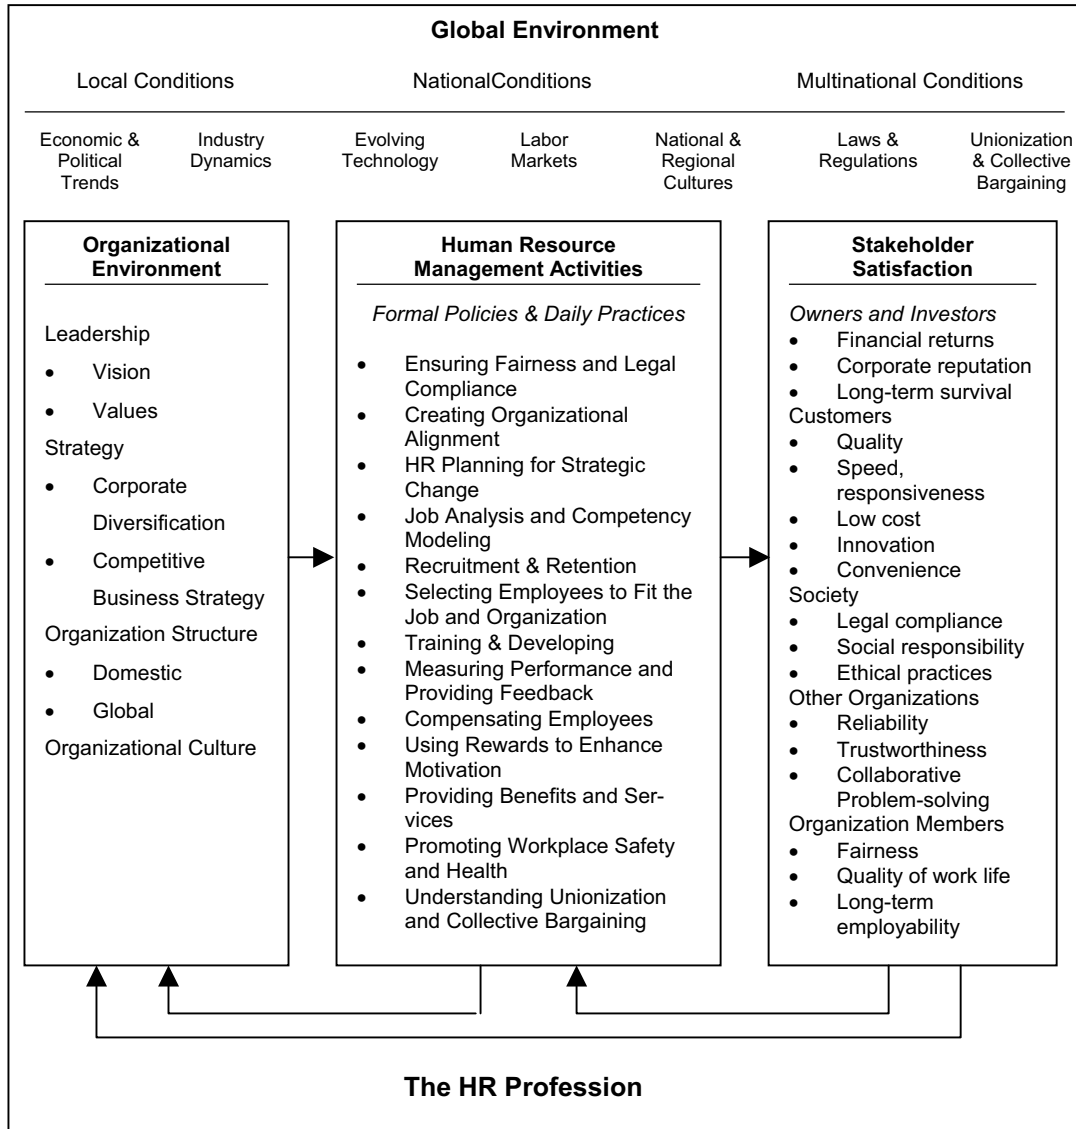 Global Environment
Local Conditions
NationalConditions
Multinational Conditions
Economic &
Political
Trends
Industry
Dynamics
Evolving
Technology
Labor
Markets
National &
Regional
Cultures
Laws &
Regulations
Unionization
& Collective
Bargaining
Organizational
Environment
Leadership
• Vision
• Values
Strategy
• Corporate
Diversification
• Competitive
Business Strategy
Organization Structure
• Domestic
• Global
Organizational Culture
Human Resource
Management Activities
Formal Policies & Daily Practices
• Ensuring Fairness and Legal
Compliance
• Creating Organizational
Alignment
• HR Planning for Strategic
Change
• Job Analysis and Competency
Modeling
• Recruitment & Retention
• Selecting Employees to Fit the
Job and Organization
• Training & Developing
• Measuring Performance and
Providing Feedback
• Compensating Employees
• Using Rewards to Enhance
Motivation
• Providing Benefits and Ser-
vices
• Promoting Workplace Safety
and Health
• Understanding Unionization
and Collective Bargaining
Stakeholder
Satisfaction
Owners and Investors
• Financial returns
• Corporate reputation
• Long-term survival
Customers
• Quality
• Speed,
responsiveness
• Low cost
• Innovation
• Convenience
Society
• Legal compliance
• Social responsibility
• Ethical practices
Other Organizations
• Reliability
• Trustworthiness
• Collaborative
Problem-solving
Organization Members
• Fairness
• Quality of work life
• Long-term
employability
The HR Profession